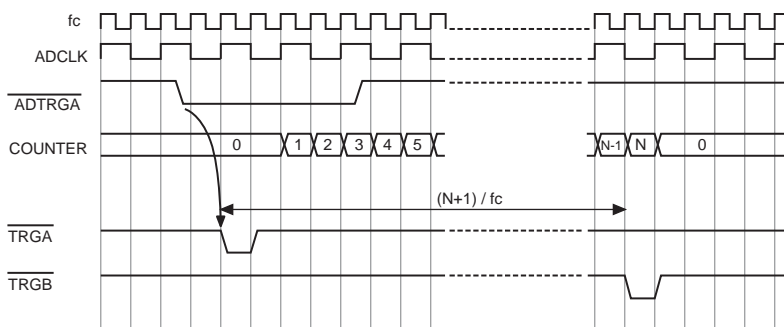 fc
ADCLK
ADTRGA
COUNTER 0 1 2 3 4 5 N-1 N 0
(N+1) / fc
TRGA
TRGB